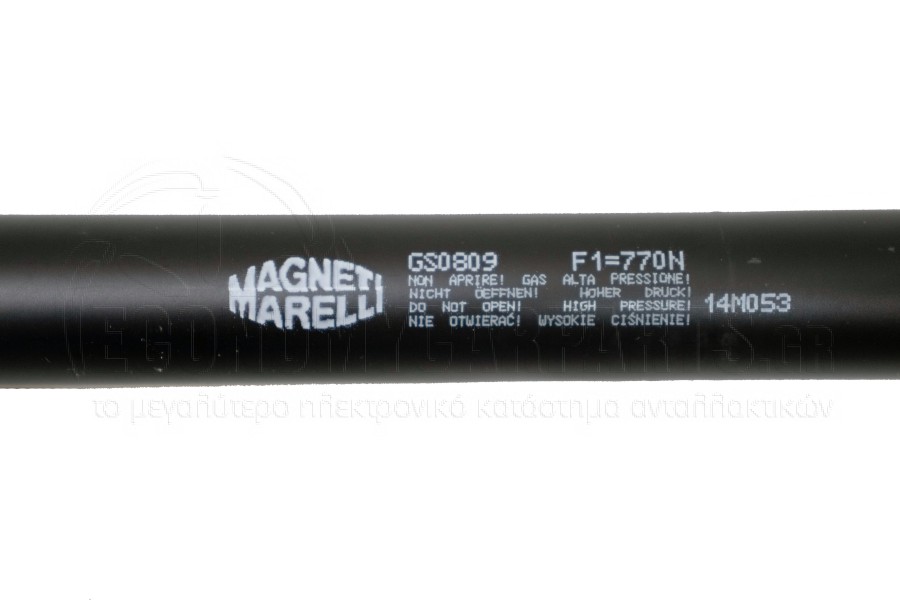 MAGNETI
MARELLI
GS0809 F1=770N
NON APRIRE! GAS ALTA PRESSIONE!
NICHT ÖEFFNEN! HOHER DRUCK!
DO NOT OPEN! HIGH PRESSURE!
NIE OTWIERAĆ! WYSOKIE CIŚNIENIE!
14M053
ECONOMYCARPARTS.GR
το μεγαλύτερο ηλεκτρονικό κατάστημα ανταλλακτικών